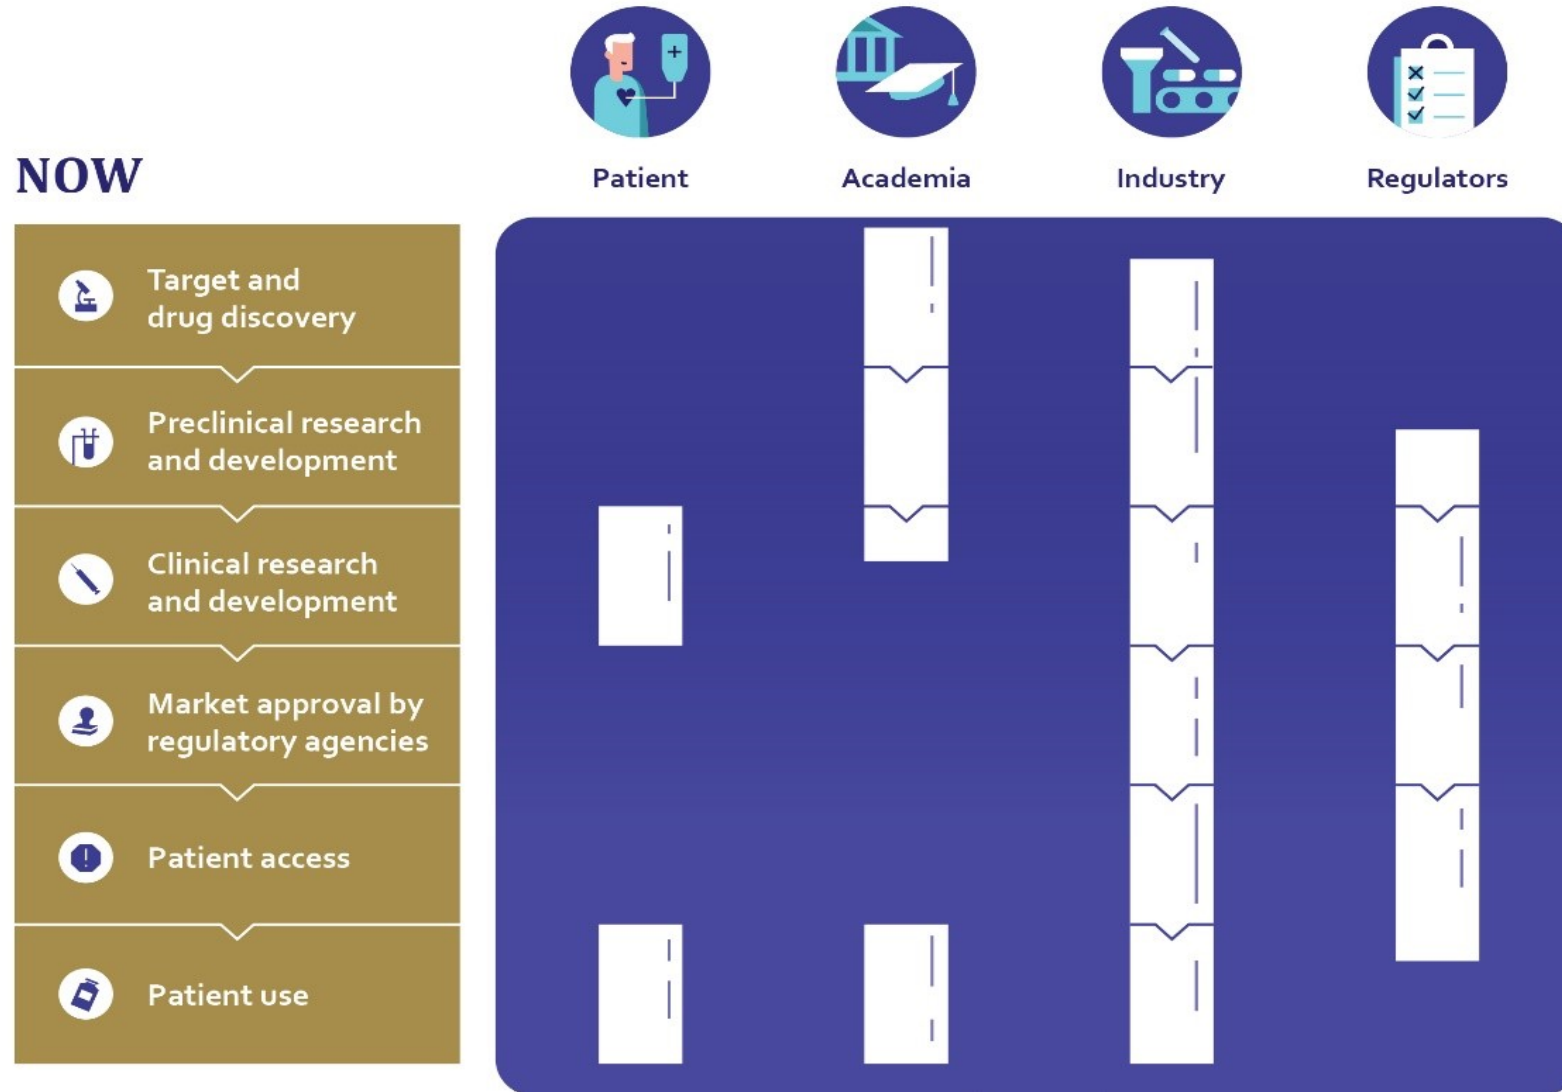 Patient
Academia
Industry
Regulators
NOW
Target and
drug discovery
Preclinical research
and development
Clinical research
and development
Market approval by
regulatory agencies
Patient access
Patient use